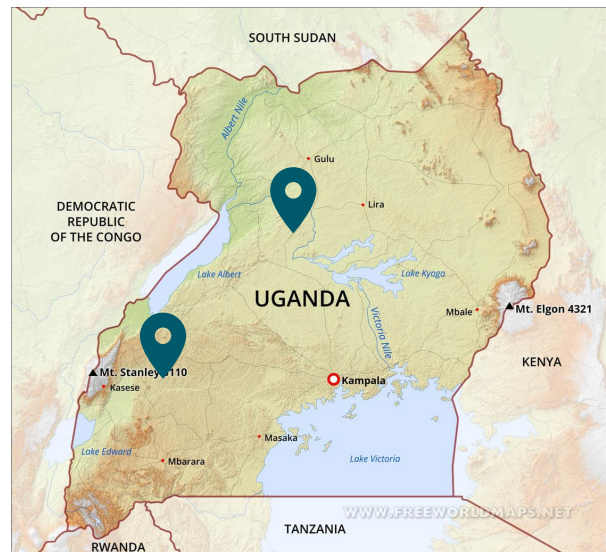 SOUTH SUDAN
Albert Nile
Gulu
DEMOCRATIC
REPUBLIC
OF THE CONGO
Lira
Lake Albert
Lake Kyoga
UGANDA
Victoria Nile
Mbale
Mt. Elgon 4321
Mt. Stanley 110
Kasese
Kampala
KENYA
Masaka
Lake Edward
Mbarara
Lake Victoria
WWW.FREEWORLDMAPS.NET
TANZANIA
RWANDA